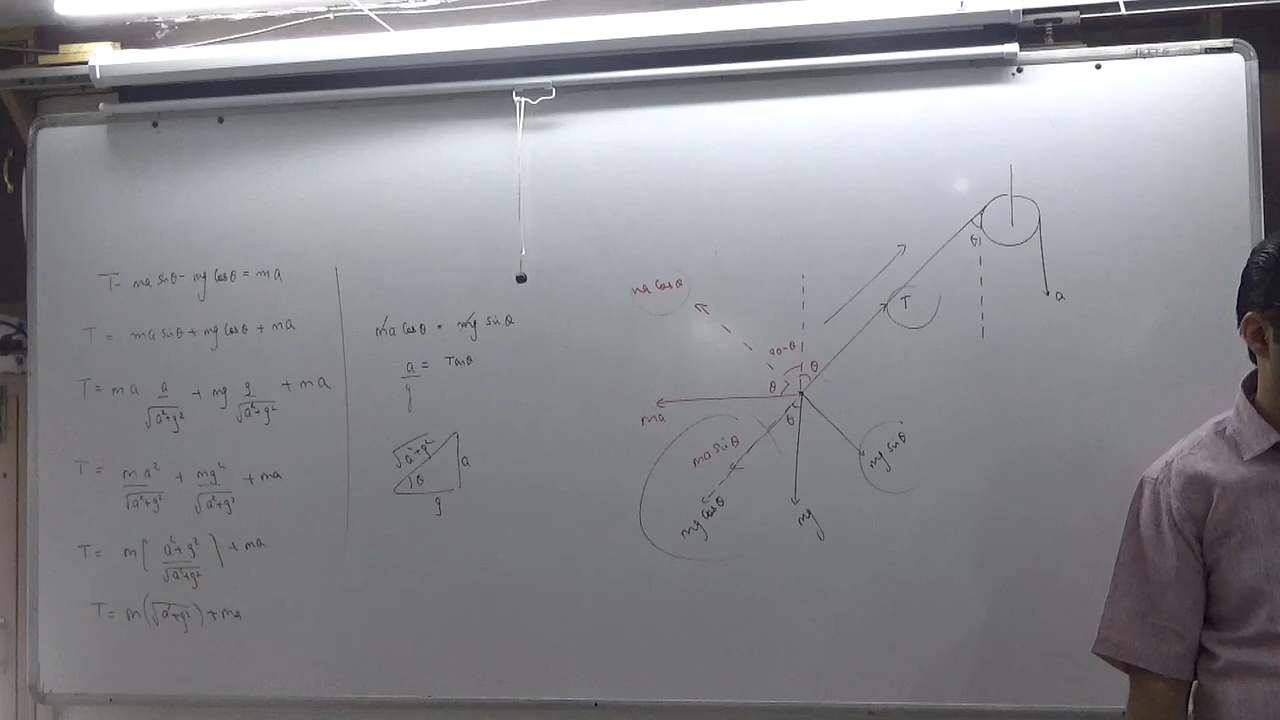 T - ma sinθ - mg cosθ = ma
T = ma sinθ + mg cosθ + ma
T = ma a/√a²+g² + mg g/√a²+g² + ma
T = ma²/√a²+g² + mg²/√a²+g² + ma
T = m[a²+g²/√a²+g²] + ma
T = m(√a²+g²) + ma
ma cosθ = mg sinθ
a/g = Tanθ
√a²+g²
θ
a
g
ma cosθ
90-θ
θ
θ
ma
θ
ma sinθ
mg cosθ
mg
mg sinθ
T
θ
a